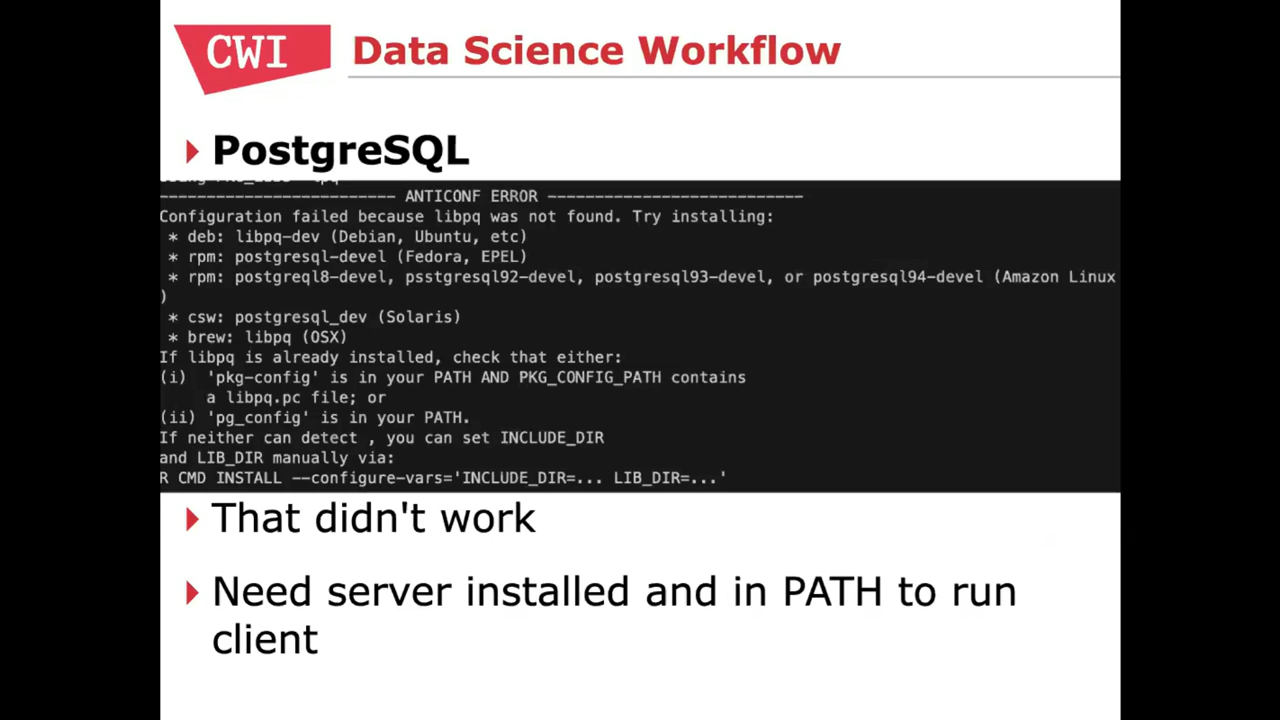 CWI
Data Science Workflow
PostgreSQL
------------------------- ANTICONF ERROR ---------------------------
Configuration failed because libpq was not found. Try installing:
* deb: libpq-dev (Debian, Ubuntu, etc)
* rpm: postgresql-devel (Fedora, EPEL)
* rpm: postgreql8-devel, psstgresql92-devel, postgresql93-devel, or postgresql94-devel (Amazon Linux
)
* csw: postgresql_dev (Solaris)
* brew: libpq (OSX)
If libpq is already installed, check that either:
(i)  'pkg-config' is in your PATH AND PKG_CONFIG_PATH contains
a libpq.pc file; or
(ii) 'pg_config' is in your PATH.
If neither can detect , you can set INCLUDE_DIR
and LIB_DIR manually via:
R CMD INSTALL --configure-vars='INCLUDE_DIR=... LIB_DIR=...'
That didn't work
Need server installed and in PATH to run
client